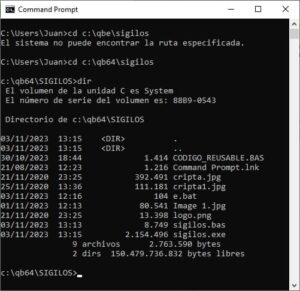 Command Prompt
C:\Users\Juan>cd c:\qbe\sigilos
El sistema no puede encontrar la ruta especificada.
C:\Users\Juan>cd c:\qb64\sigilos
c:\qb64\SIGILOS>dir
El volumen de la unidad C es System
El número de serie del volumen es: 88B9-0543
Directorio de c:\qb64\SIGILOS
03/11/2023 13:15 <DIR> .
03/11/2023 13:15 <DIR> ..
30/10/2023 18:44 1.414 CODIGO_REUSABLE.BAS
21/08/2023 12:23 1.216 Command Prompt.lnk
25/11/2020 13:21 392.491 cripta.jpg
25/11/2020 13:36 111.181 cripta1.jpg
03/11/2023 12:16 104 e.bat
01/11/2023 12:13 80.541 Image 1.jpg
25/11/2020 12:23 13.398 logo.png
03/11/2023 13:13 8.749 sigilos.bas
03/11/2023 13:15 2.154.496 sigilos.exe
9 archivos 2.763.590 bytes
2 dirs 150.479.736.832 bytes libres
c:\qb64\SIGILOS>